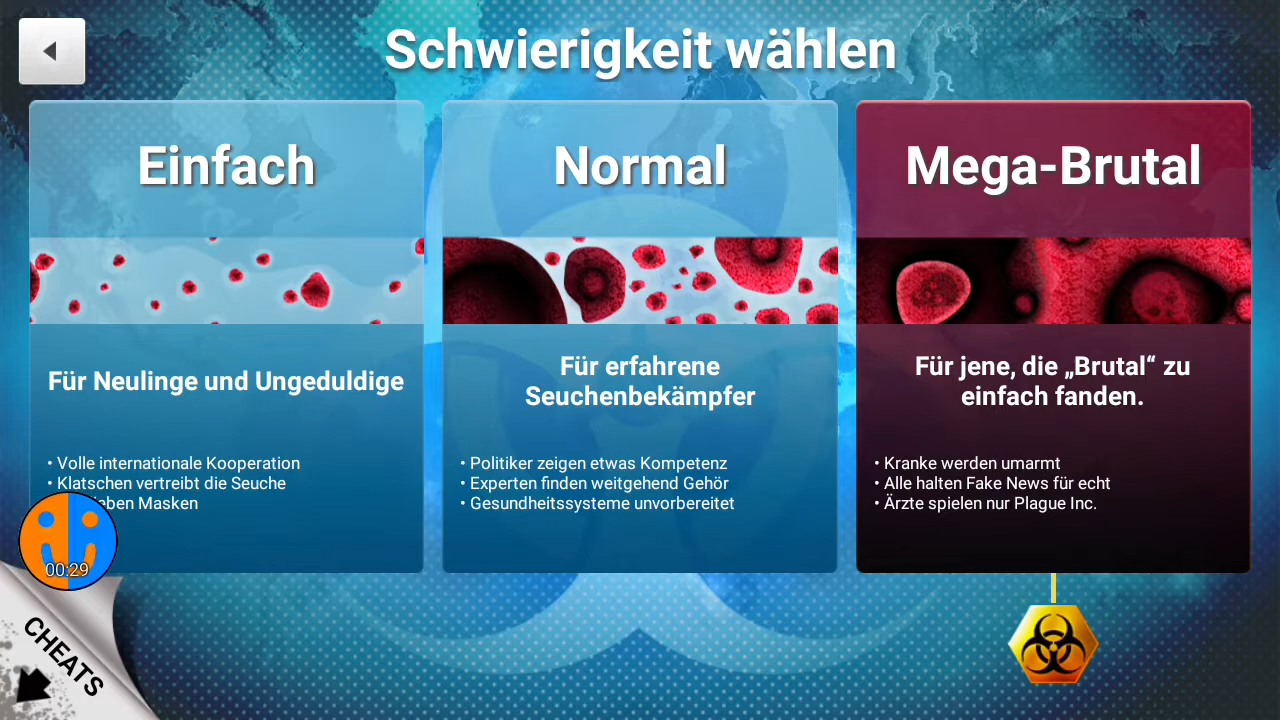 Schwierigkeit wählen
Einfach
Für Neulinge und Ungeduldige
• Volle internationale Kooperation
• Klatschen vertreibt die Seuche
Masken
00:29
CHEATS
Normal
Für erfahrene
Seuchenbekämpfer
• Politiker zeigen etwas Kompetenz
• Experten finden weitgehend Gehör
• Gesundheitssysteme unvorbereitet
Mega-Brutal
Für jene, die „Brutal“ zu
einfach fanden.
• Kranke werden umarmt
• Alle halten Fake News für echt
• Ärzte spielen nur Plague Inc.